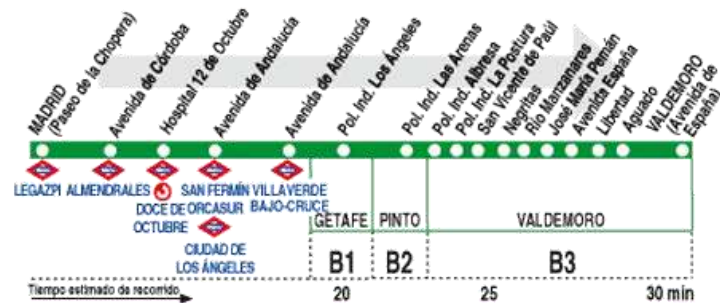 MADRID
(Paseo de la Chopera)
Avenida de Córdoba
Hospital 12 de Octubre
Avenida de Andalucía
Avenida de Andalucía
Pol. Ind. Los Ángeles
Pol. Ind. Las Arenas
Pol. Ind. Albresa
Pol. Ind. La Postura
San Vicente de Paúl
Negritas
Río Manzanares
José María Pemán
Avenida España
Libertad
Aguado
VALDEMORO
(Avenida de
España)
LEGAZPI
ALMENDRALES
DOCE DE
OCTUBRE
SAN FERMÍN
ORCASUR
CIUDAD DE
LOS ÁNGELES
VILLAVERDE
BAJO-CRUCE
GETAFE
PINTO
VALDEMORO
B1
B2
B3
Tiempo estimado de recorrido
20
25
30 min